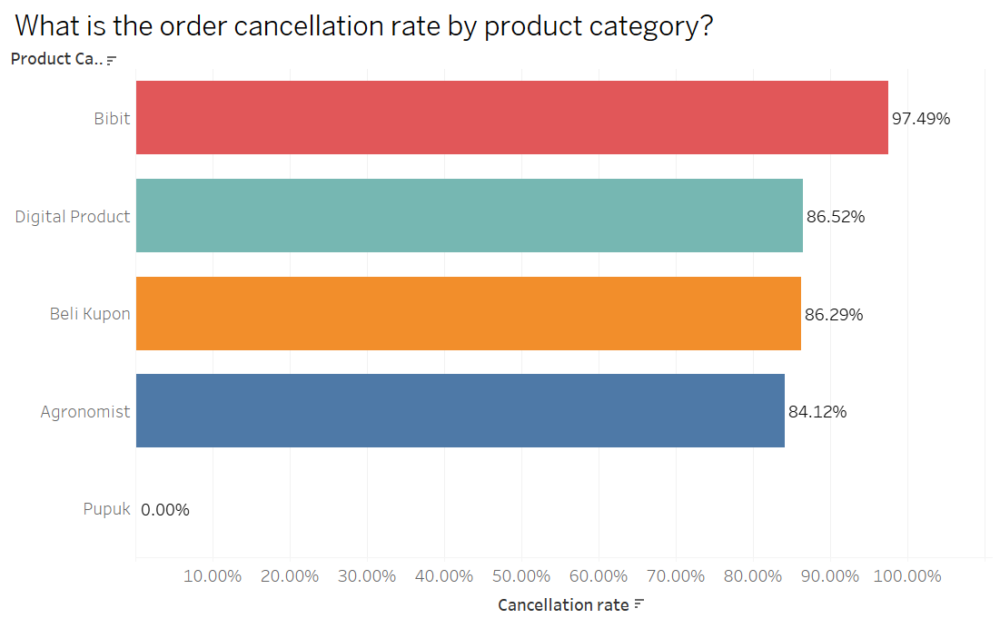 What is the order cancellation rate by product category?
Product Ca..
Bibit 97.49%
Digital Product 86.52%
Beli Kupon 86.29%
Agronomist 84.12%
Pupuk 0.00%
10.00% 20.00% 30.00% 40.00% 50.00% 60.00% 70.00% 80.00% 90.00% 100.00%
Cancellation rate